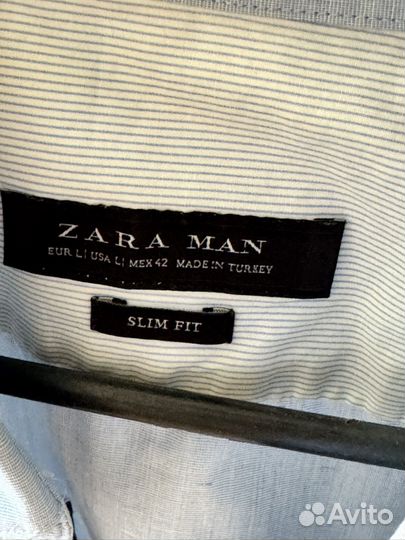 ZARA MAN
EUR L | USA L | MEX 42 MADE IN TURKEY
SLIM FIT
Avito